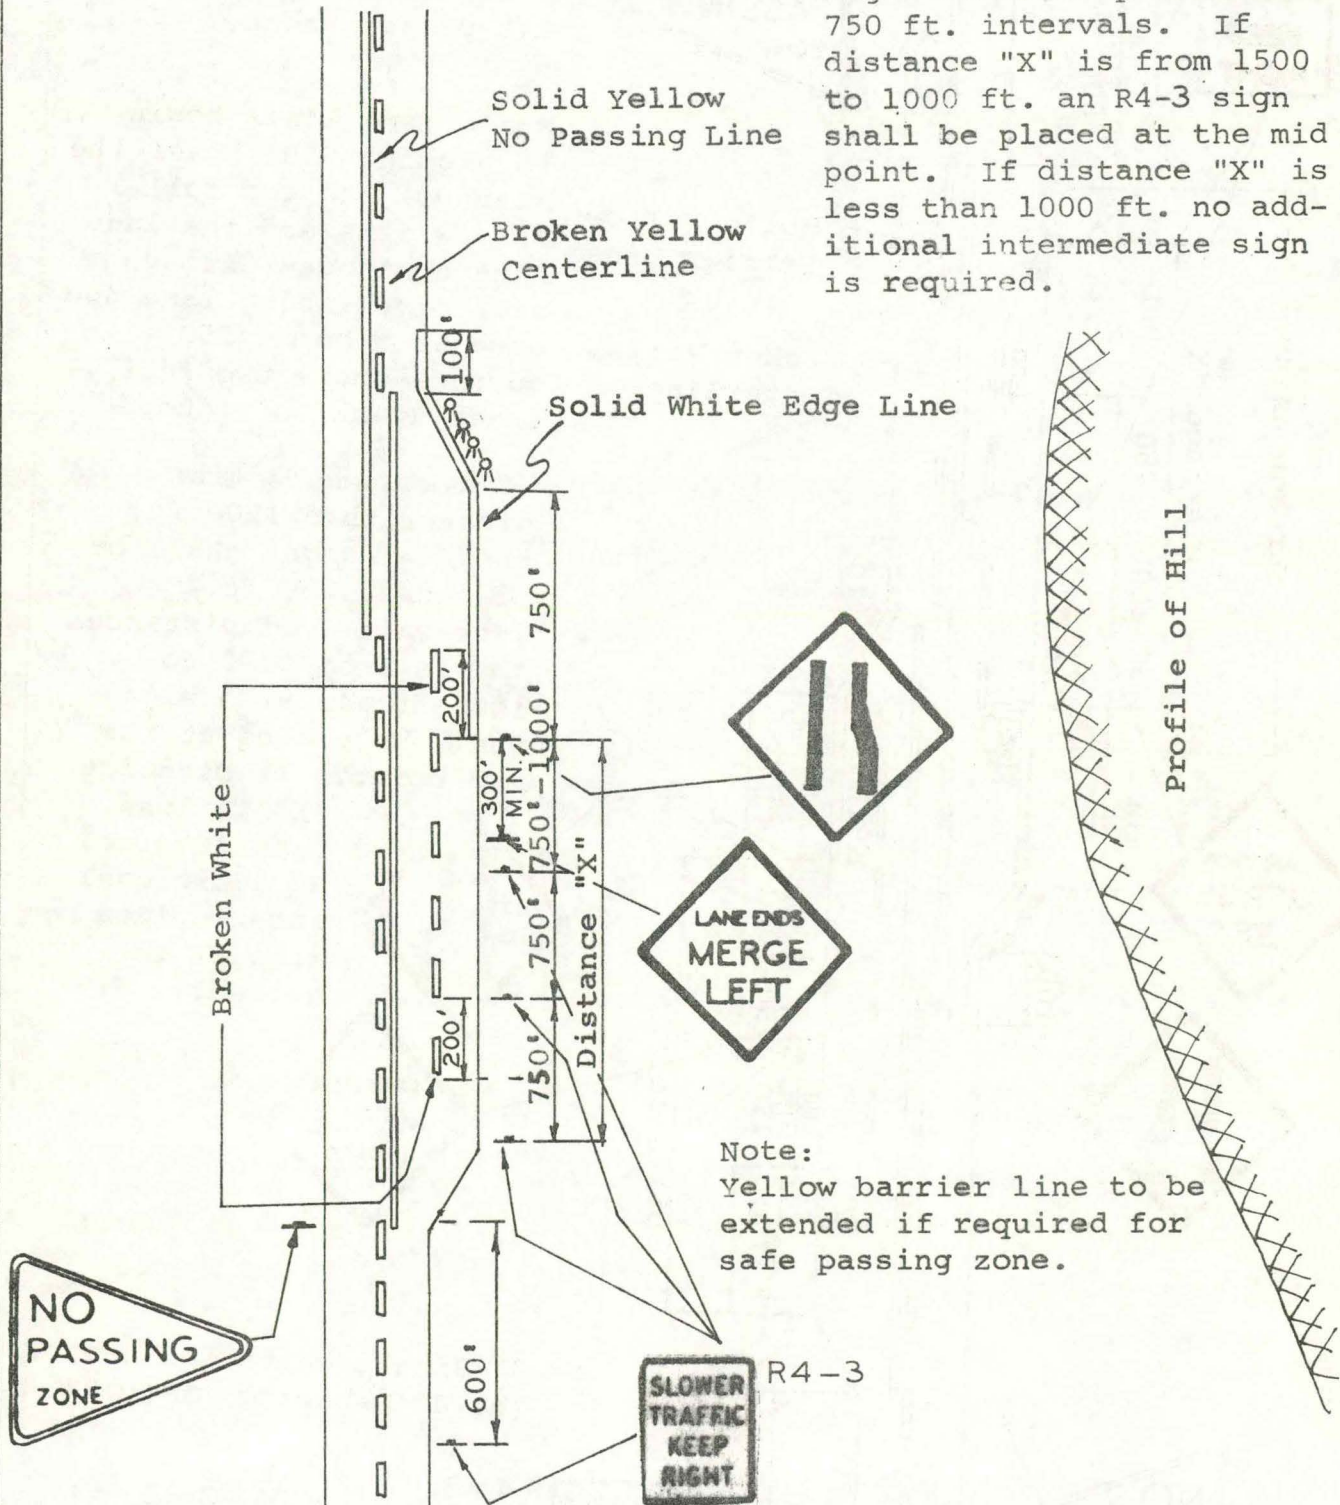 750 ft. intervals. If
distance "X" is from 1500
to 1000 ft. an R4-3 sign
shall be placed at the mid
point. If distance "X" is
less than 1000 ft. no add-
itional intermediate sign
is required.
Solid Yellow
No Passing Line
Broken Yellow
Centerline
100'
Solid White Edge Line
750'
Profile of Hill
200'
300'
MIN.
750'-1000'
Broken White
Distance "X"
LANE ENDS
MERGE
LEFT
750'
200'
750'
Note:
Yellow barrier line to be
extended if required for
safe passing zone.
NO
PASSING
ZONE
600'
R4-3
SLOWER
TRAFFIC
KEEP
RIGHT